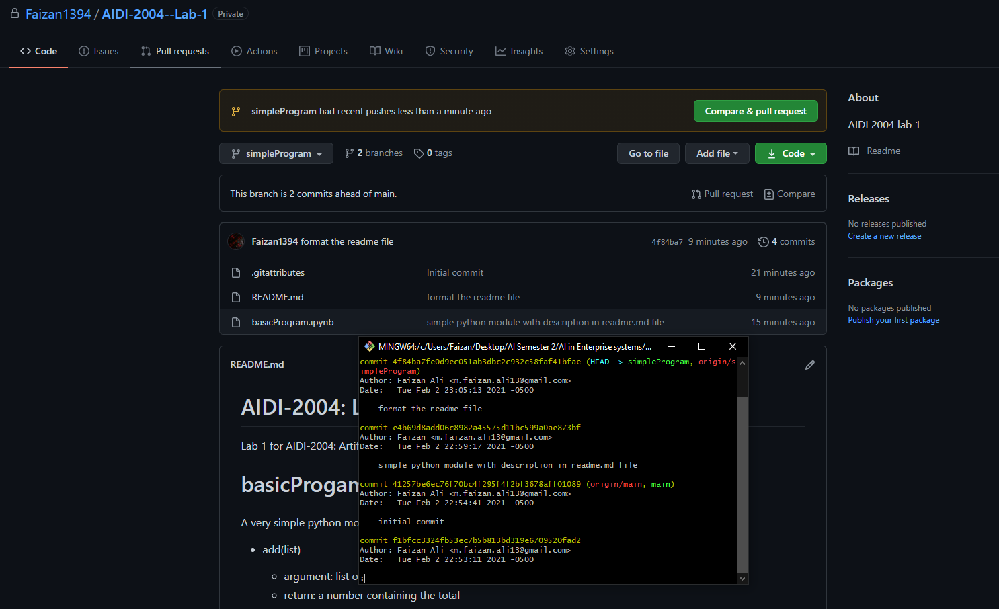 Faizan1394 / AIDI-2004--Lab-1 Private
Code Issues Pull requests Actions Projects Wiki Security Insights Settings
simpleProgram had recent pushes less than a minute ago Compare & pull request
simpleProgram 2 branches 0 tags Go to file Add file Code
This branch is 2 commits ahead of main. Pull request Compare
Faizan1394 format the readme file 4f84ba7 9 minutes ago 4 commits
.gitattributes Initial commit 21 minutes ago
README.md format the readme file 9 minutes ago
basicProgram.ipynb simple python module with description in readme.md file 15 minutes ago
About
AIDI 2004 lab 1
Readme
Releases
No releases published
Create a new release
Packages
No packages published
Publish your first package
README.md
AIDI-2004: L
Lab 1 for AIDI-2004: Artif
basicProgan
A very simple python mo
add(list)
argument: list o
return: a number containing the total
MINGW64:/c/Users/Faizan/Desktop/AI Semester 2/AI in Enterprise systems/...
commit 4f84ba7fe0d9ec051ab3dbc2c932c58faf41bfae (HEAD -> simpleProgram, origin/s
impleProgram)
Author: Faizan Ali <m.faizan.ali13@gmail.com>
Date:   Tue Feb 2 23:05:13 2021 -0500
format the readme file
commit e4b69d8add06c8982a45575d11bc599a0ae873bf
Author: Faizan <m.faizan.ali13@gmail.com>
Date:   Tue Feb 2 22:59:17 2021 -0500
simple python module with description in readme.md file
commit 41257be6ec76f70bc4f295f4f2bf3678aff01089 (origin/main, main)
Author: Faizan Ali <m.faizan.ali13@gmail.com>
Date:   Tue Feb 2 22:54:41 2021 -0500
initial commit
commit f1bfcc3324fb53ec7b5b813bd319e6709520fad2
Author: Faizan Ali <m.faizan.ali13@gmail.com>
Date:   Tue Feb 2 22:53:11 2021 -0500
: